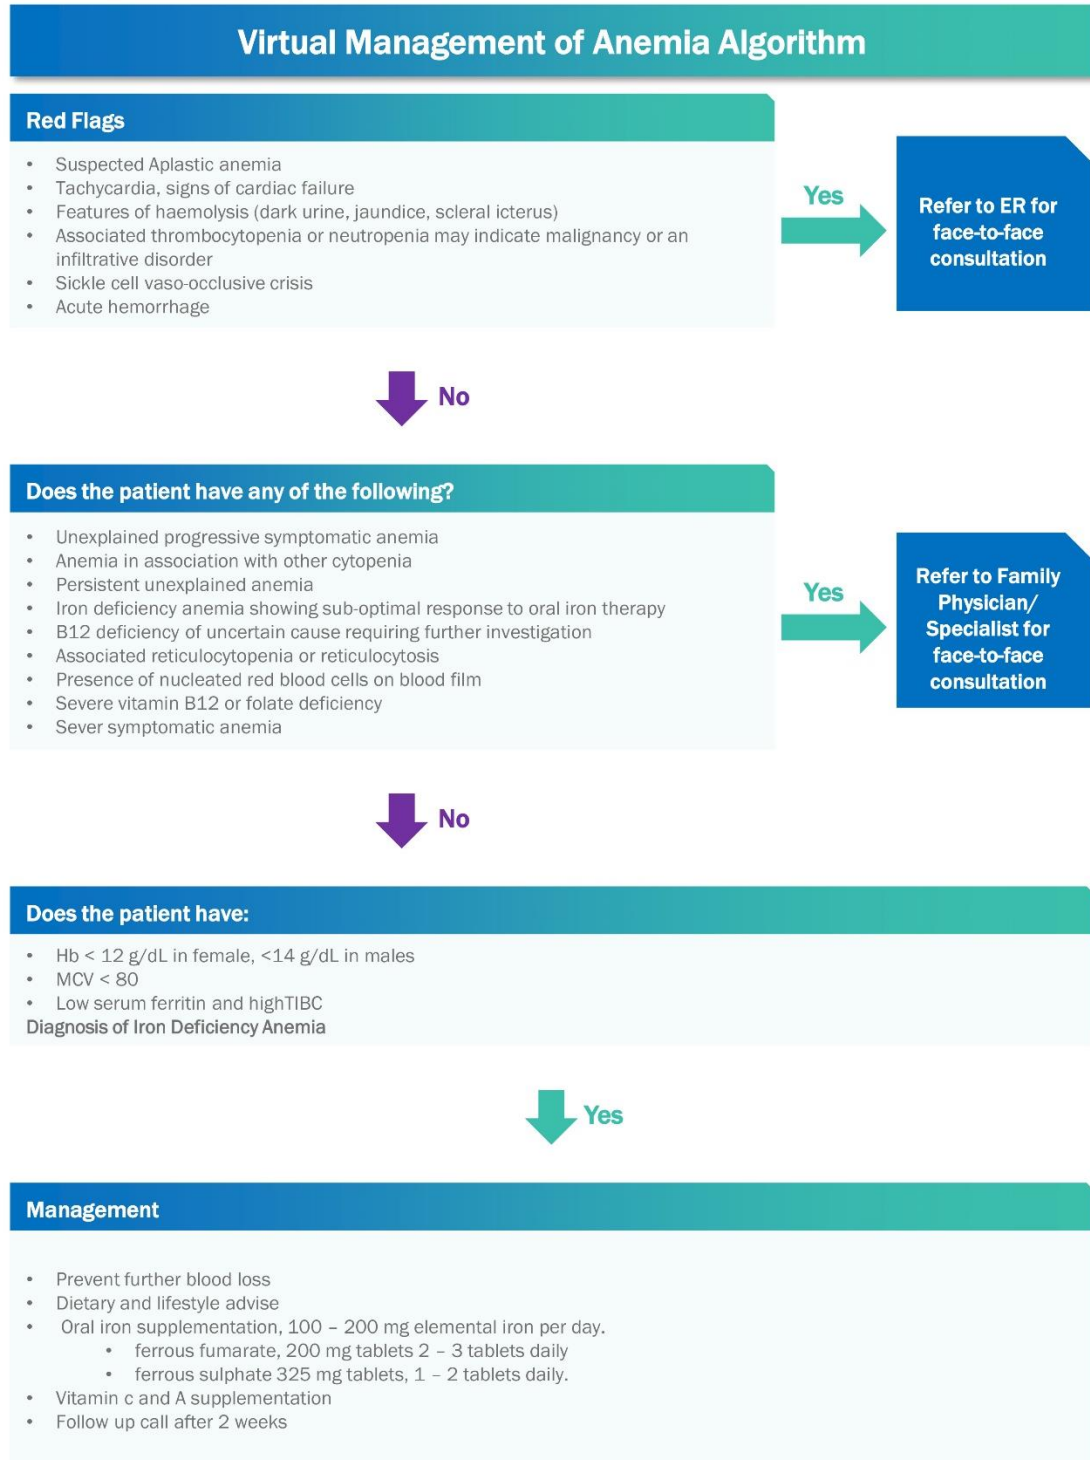 Virtual Management of Anemia Algorithm
Red Flags
• Suspected Aplastic anemia
• Tachycardia, signs of cardiac failure
• Features of haemolysis (dark urine, jaundice, scleral icterus)
• Associated thrombocytopenia or neutropenia may indicate malignancy or an
infiltrative disorder
• Sickle cell vaso-occlusive crisis
• Acute hemorrhage
Yes
Refer to ER for
face-to-face
consultation
No
Does the patient have any of the following?
• Unexplained progressive symptomatic anemia
• Anemia in association with other cytopenia
• Persistent unexplained anemia
• Iron deficiency anemia showing sub-optimal response to oral iron therapy
• B12 deficiency of uncertain cause requiring further investigation
• Associated reticulocytopenia or reticulocytosis
• Presence of nucleated red blood cells on blood film
• Severe vitamin B12 or folate deficiency
• Sever symptomatic anemia
Yes
Refer to Family
Physician/
Specialist for
face-to-face
consultation
No
Does the patient have:
• Hb < 12 g/dL in female, <14 g/dL in males
• MCV < 80
• Low serum ferritin and highTIBC
Diagnosis of Iron Deficiency Anemia
Yes
Management
• Prevent further blood loss
• Dietary and lifestyle advise
• Oral iron supplementation, 100 – 200 mg elemental iron per day.
• ferrous fumarate, 200 mg tablets 2 – 3 tablets daily
• ferrous sulphate 325 mg tablets, 1 – 2 tablets daily.
• Vitamin c and A supplementation
• Follow up call after 2 weeks